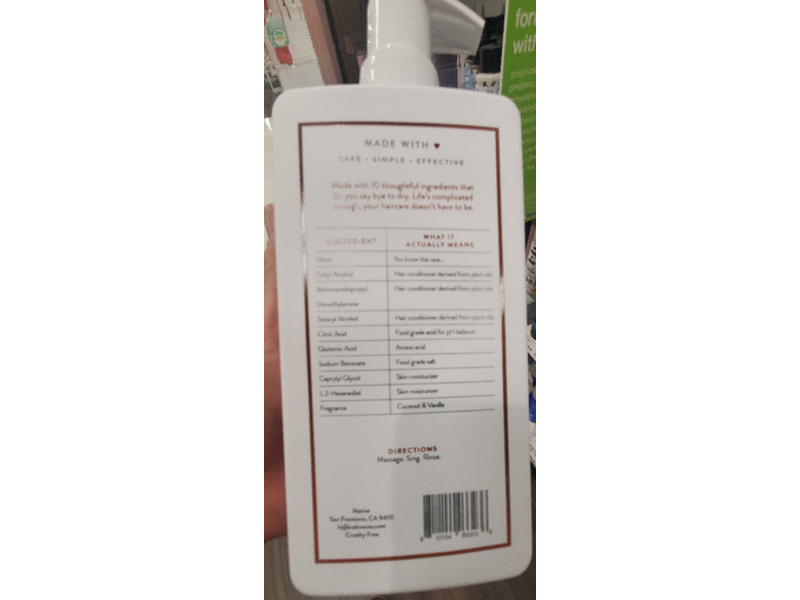 for
with
MADE WITH ♥
SAFE • SIMPLE • EFFECTIVE
Made with 10 thoughtful ingredients that
let you say bye to dry. Life's complicated
enough, your haircare doesn't have to be.
INGREDIENT WHAT IT ACTUALLY MEANS
Water You know this one...
Cetyl Alcohol Hair conditioner derived from plant oils
Behenamidopropyl Hair conditioner derived from plant oils
Dimethylamine
Stearyl Alcohol Hair conditioner derived from plant oils
Citric Acid Food grade acid for pH balance
Glutamic Acid Amino acid
Sodium Benzoate Food grade salt
Caprylyl Glycol Skin moisturizer
1, 2-Hexanediol Skin moisturizer
Fragrance Coconut & Vanilla
DIRECTIONS
Massage. Sing. Rinse.
Native
San Francisco, CA
Cruelty Free